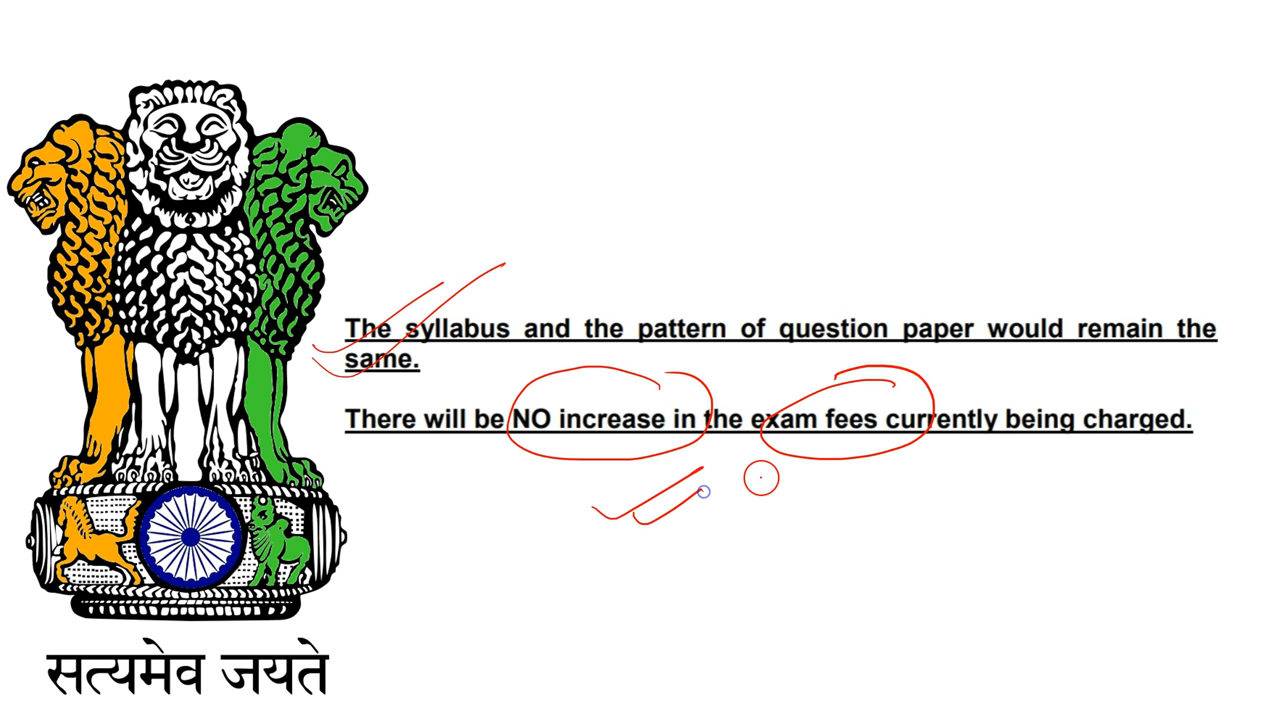 The syllabus and the pattern of question paper would remain the
same.
There will be NO increase in the exam fees currently being charged.
सत्यमेव जयते